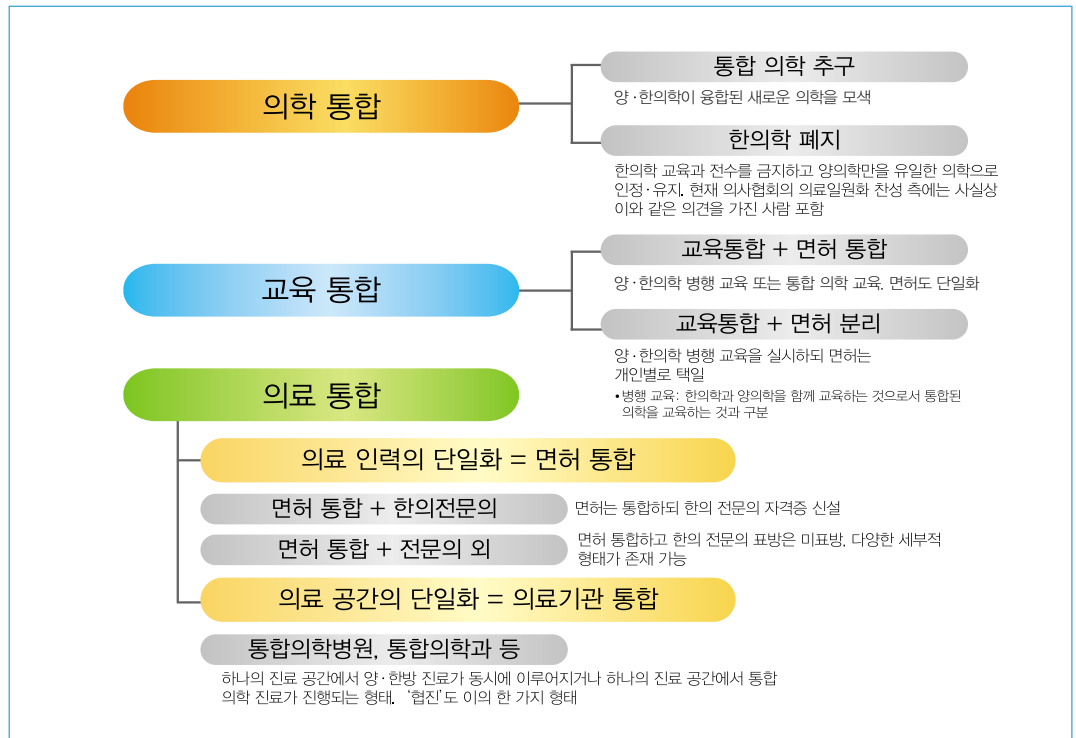 의학 통합
통합 의학 추구
양·한의학이 융합된 새로운 의학을 모색
한의학 폐지
한의학 교육과 전수를 금지하고 양의학만을 유일한 의학으로
인정·유지. 현재 의사협회의 의료일원화 찬성 측에는 사실상
이와 같은 의견을 가진 사람 포함
교육 통합
교육통합 + 면허 통합
양·한의학 병행 교육 또는 통합 의학 교육, 면허도 단일화
교육통합 + 면허 분리
양·한의학 병행 교육을 실시하되 면허는
개인별로 택일
•병행 교육: 한의학과 양의학을 함께 교육하는 것으로서 통합된
의학을 교육하는 것과 구분
의료 통합
의료 인력의 단일화 = 면허 통합
면허 통합 + 한의전문의
면허는 통합하되 한의 전문의 자격증 신설
면허 통합 + 전문의 외
면허 통합하고 한의 전문의 표방은 미표방, 다양한 세부적
형태가 존재 가능
의료 공간의 단일화 = 의료기관 통합
통합의학병원, 통합의학과 등
하나의 진료 공간에서 양·한방 진료가 동시에 이루어지거나 하나의 진료 공간에서 통합
의학 진료가 진행되는 형태. ‘협진’도 이의 한 가지 형태